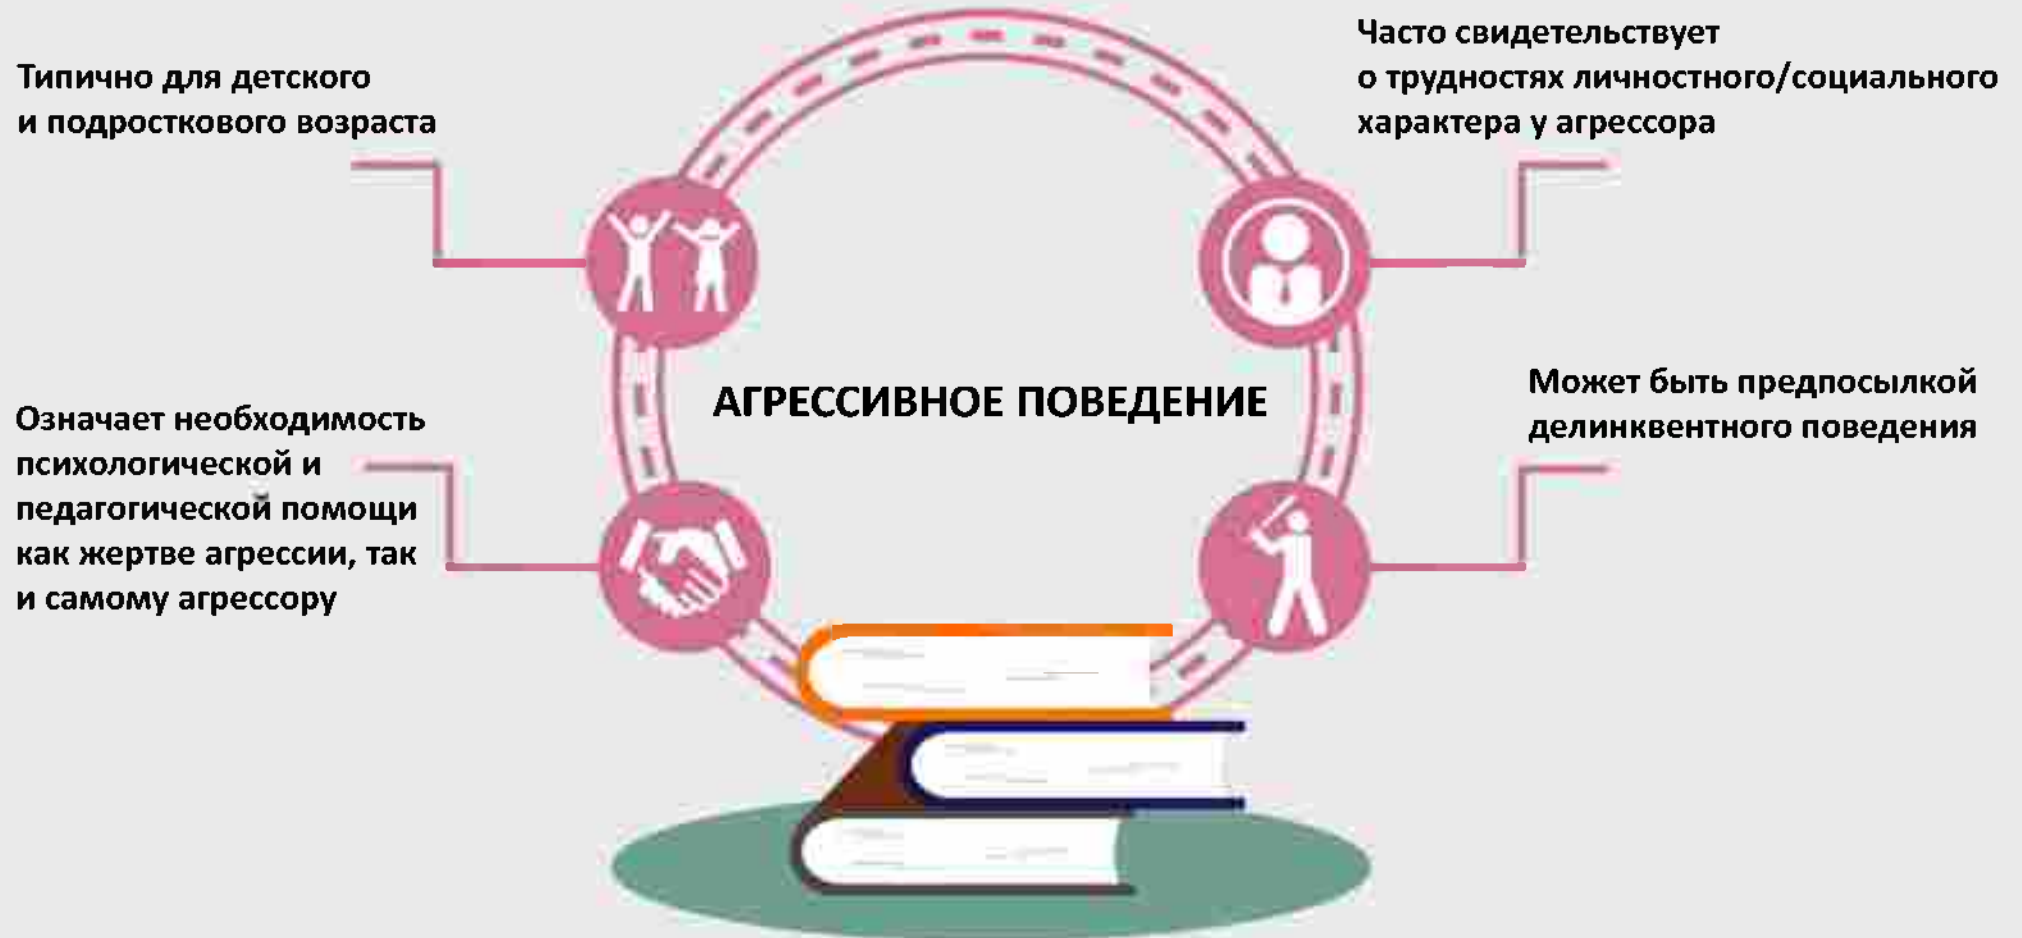 Типично для детского
и подросткового возраста
Часто свидетельствует
о трудностях личностного/социального
характера у агрессора
АГРЕССИВНОЕ ПОВЕДЕНИЕ
Означает необходимость
психологической и
педагогической помощи
как жертве агрессии, так
и самому агрессору
Может быть предпосылкой
делинквентного поведения